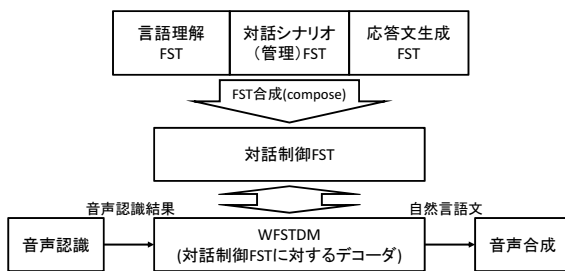 言語理解
FST
対話シナリオ
(管理)FST
応答文生成
FST
FST合成(compose)
対話制御FST
音声認識結果
自然言語文
音声認識
WFSTDM
(対話制御FSTに対するデコーダ)
音声合成